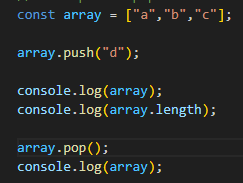 const array = ["a","b","c"];
array.push("d");
console.log(array);
console.log(array.length);
array.pop();
console.log(array);